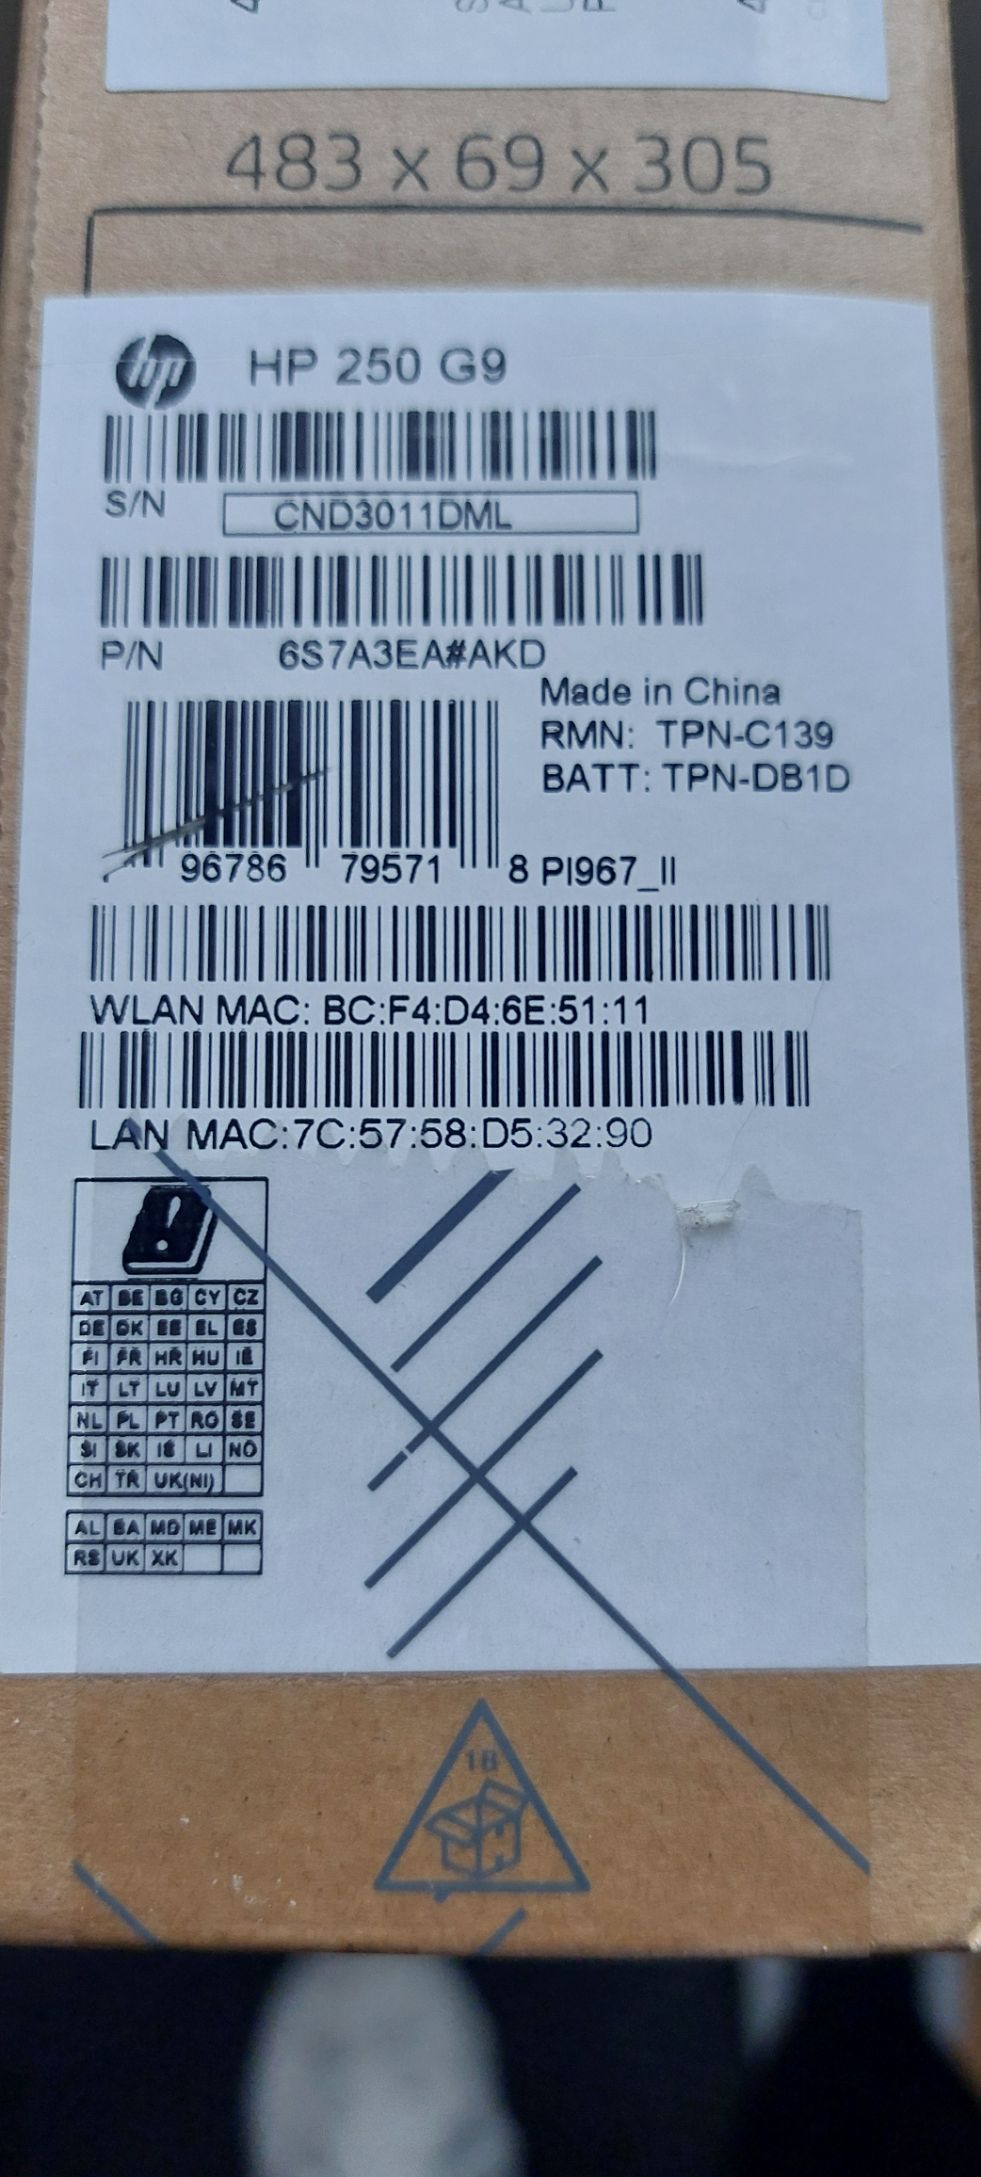 483 x 69 x 305
hp HP 250 G9
S/N CND3011DML
P/N 6S7A3EA#AKD
Made in China
RMN: TPN-C139
BATT: TPN-DB1D
96786 79571 8 PI967_II
WLAN MAC: BC:F4:D4:6E:51:11
LAN MAC:7C:57:58:D5:32:90
!
AT BE BG CY CZ
DE DK EE EL ES
FI FR HR HU IE
IT LT LU LV MT
NL PL PT RO SE
SI SK IS LI NO
CH TR UK(NI)
AL BA MD ME MK
RS UK XK